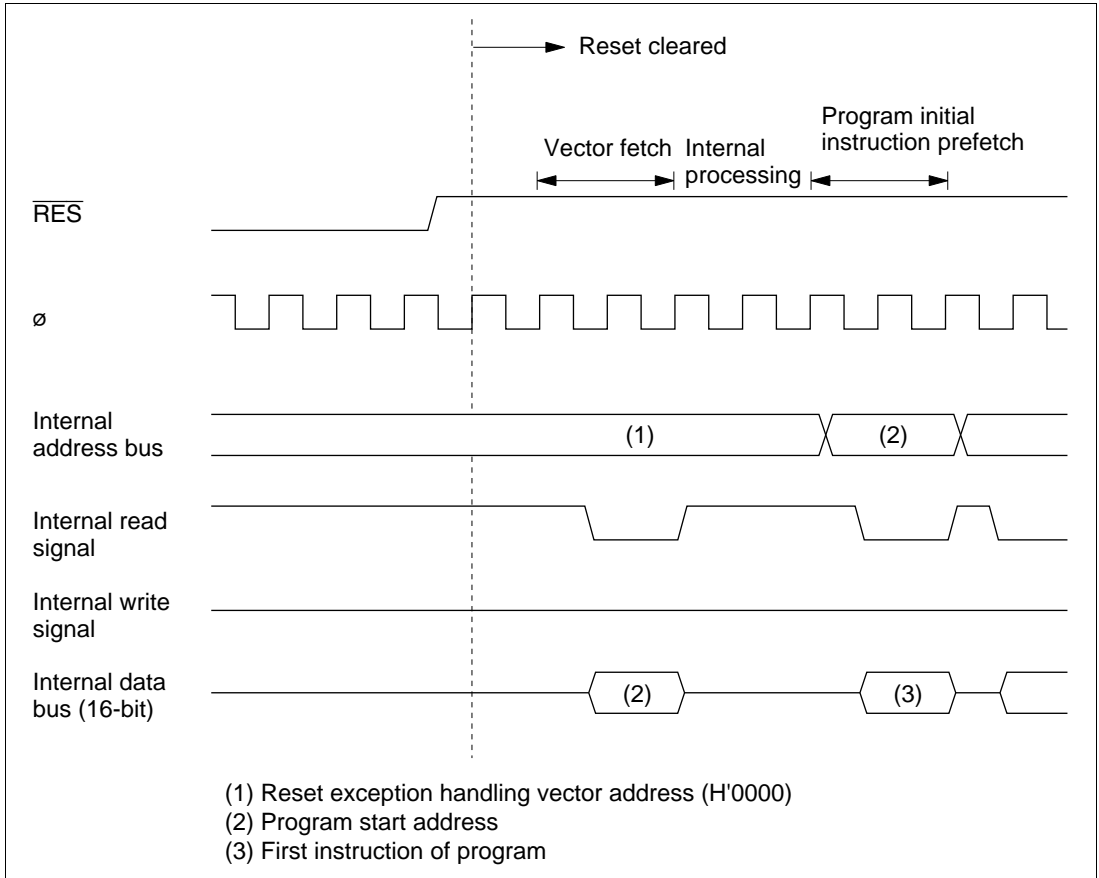 Reset cleared
Program initial
instruction prefetch
Vector fetch Internal
processing
RES
ø
Internal
address bus
(1)
(2)
Internal read
signal
Internal write
signal
Internal data
bus (16-bit)
(2)
(3)
(1) Reset exception handling vector address (H'0000)
(2) Program start address
(3) First instruction of program